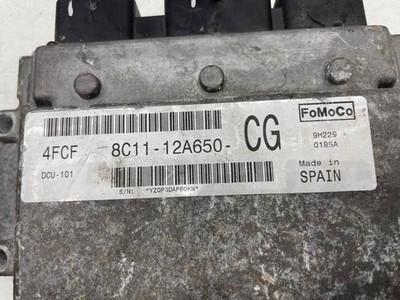 4FCF 8C11-12A650- CG
DCU-101
S/N:
FoMoCo
9H229
0185A
Made in
SPAIN